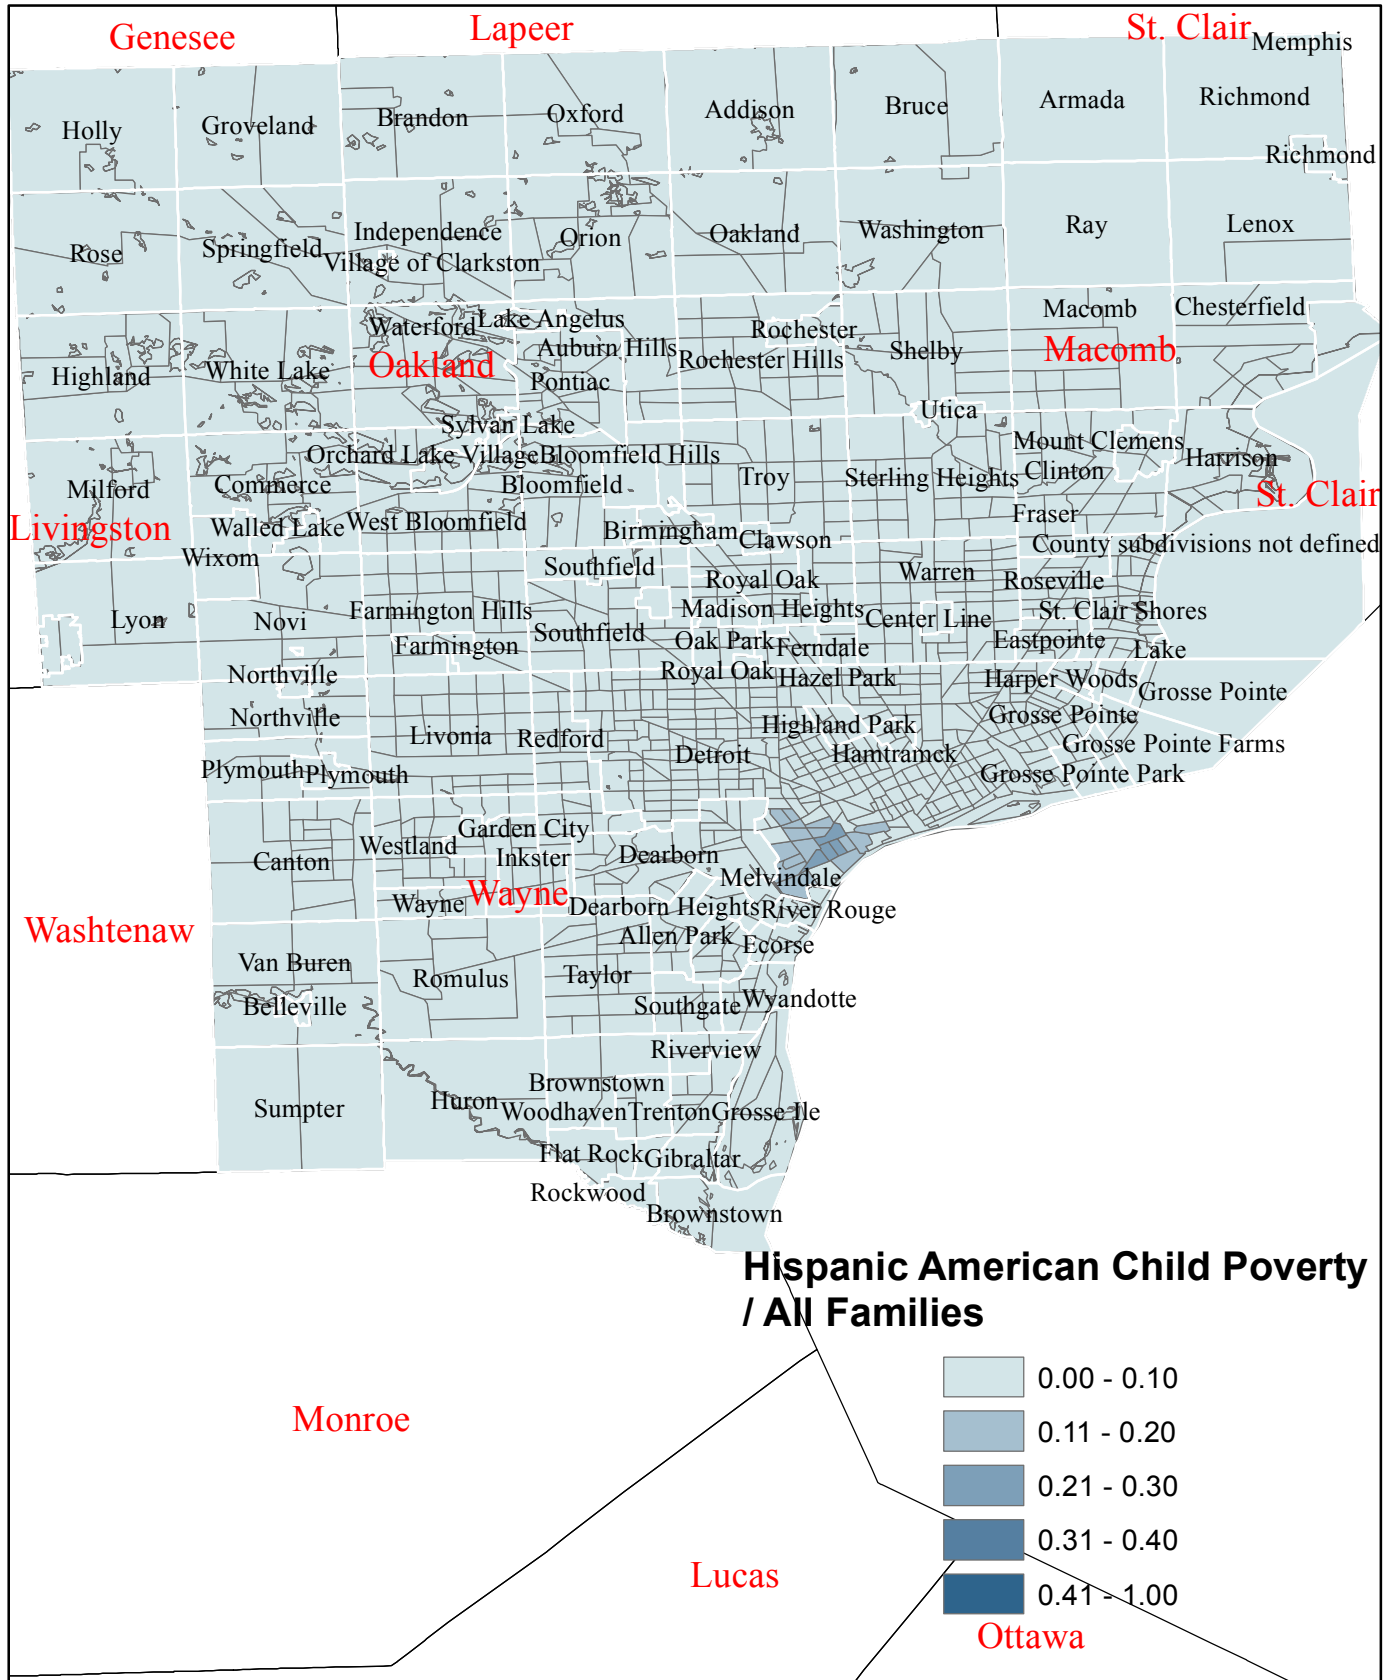 Genesee
Lapeer
St. Clair
Memphis
Holly
Groveland
Brandon
Oxford
Addison
Bruce
Armada
Richmond
Richmond
Rose
Springfield
Independence
Village of Clarkston
Orion
Oakland
Washington
Ray
Lenox
Highland
White Lake
Waterford
Lake Angelus
Oakland
Auburn Hills
Pontiac
Rochester
Rochester Hills
Shelby
Macomb
Chesterfield
Macomb
Utica
Sylvan Lake
Orchard Lake Village
Bloomfield Hills
Milford
Commerce
Bloomfield
Troy
Sterling Heights
Mount Clemens
Clinton
Harrison
St. Clair
Livingston
Walled Lake
West Bloomfield
Birmingham
Clawson
Fraser
County subdivisions not defined
Wixom
Southfield
Royal Oak
Warren
Roseville
Lyon
Novi
Farmington Hills
Farmington
Southfield
Madison Heights
Center Line
St. Clair Shores
Oak Park
Ferndale
Eastpointe
Lake
Northville
Royal Oak
Hazel Park
Harper Woods
Grosse Pointe
Northville
Livonia
Redford
Detroit
Highland Park
Hamtramck
Grosse Pointe
Grosse Pointe Farms
Plymouth
Plymouth
Grosse Pointe Park
Canton
Westland
Garden City
Inkster
Dearborn
Melvindale
Wayne
Wayne
Dearborn Heights
River Rouge
Washtenaw
Allen Park
Ecorse
Van Buren
Romulus
Taylor
Belleville
Southgate
Wyandotte
Riverview
Sumpter
Huron
Brownstown
Woodhaven
Trenton
Grosse Ile
Flat Rock
Gibraltar
Rockwood
Brownstown
Hispanic American Child Poverty
/ All Families
0.00 - 0.10
0.11 - 0.20
0.21 - 0.30
0.31 - 0.40
0.41 - 1.00
Monroe
Lucas
Ottawa